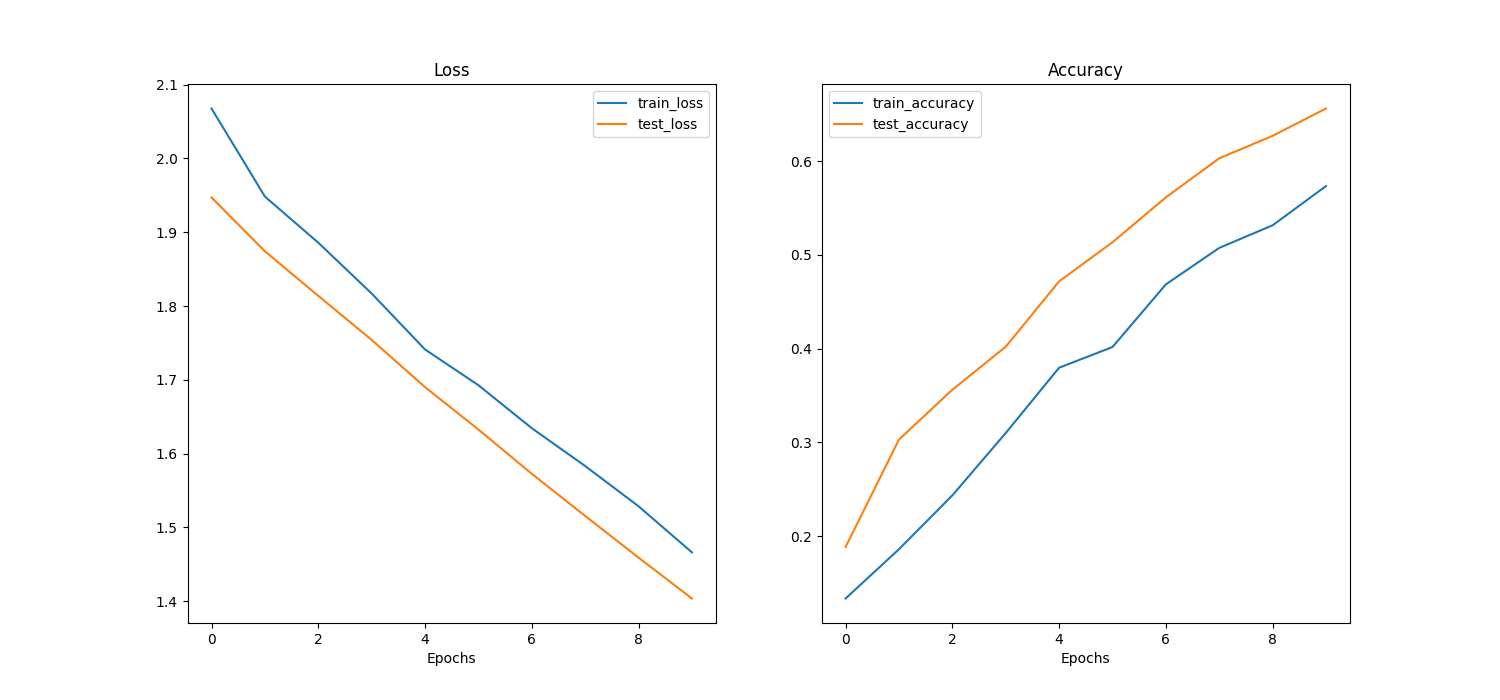 Loss
2.1
2.0
1.9
1.8
1.7
1.6
1.5
1.4
train_loss
test_loss
0 2 4 6 8
Epochs
Accuracy
0.6
0.5
0.4
0.3
0.2
train_accuracy
test_accuracy
0 2 4 6 8
Epochs